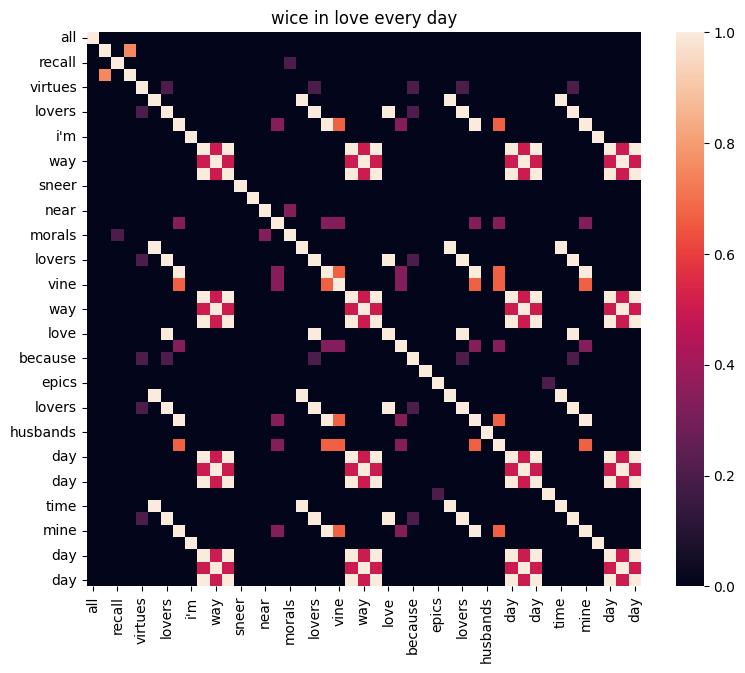 wice in love every day
all
recall
virtues
lovers
i'm
way
sneer
near
morals
lovers
vine
way
love
because
epics
lovers
husbands
day
day
time
mine
day
day
all
recall
virtues
lovers
i'm
way
sneer
near
morals
lovers
vine
way
love
because
epics
lovers
husbands
day
day
time
mine
day
day
1.0
0.8
0.6
0.4
0.2
0.0